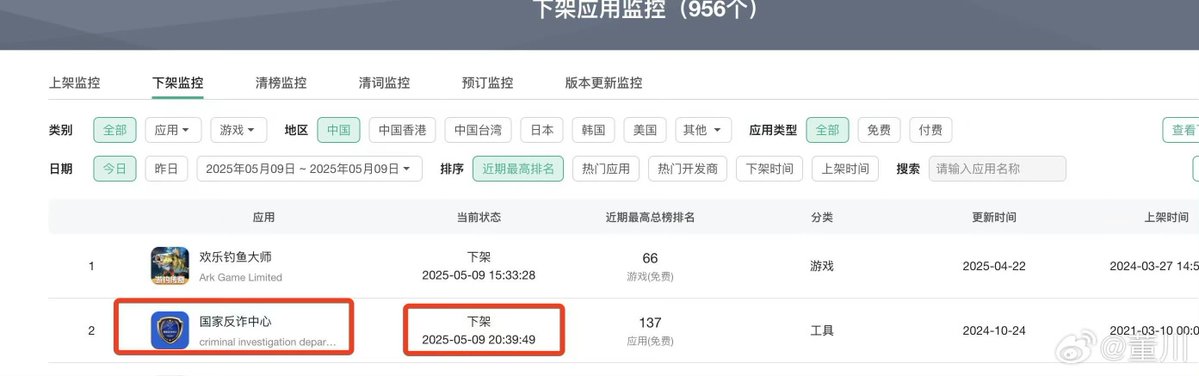 下架应用监控（956个）
上架监控 下架监控 清榜监控 清词监控 预订监控 版本更新监控
类别 全部 应用 游戏 地区 中国 中国香港 中国台湾 日本 韩国 美国 其他 应用类型 全部 免费 付费 查看
日期 今日 昨日 2025年05月09日 ~ 2025年05月09日 排序 近期最高排名 热门应用 热门开发商 下架时间 上架时间 搜索 请输入应用名称
应用 当前状态 近期最高总榜排名 分类 更新时间 上架时间
1 欢乐钓鱼大师 Ark Game Limited 下架 2025-05-09 15:33:28 66 游戏(免费) 游戏 2025-04-22 2024-03-27 14:5
2 国家反诈中心 criminal investigation depar... 下架 2025-05-09 20:39:49 137 应用(免费) 工具 2024-10-24 2021-03-10 00:0
@董川